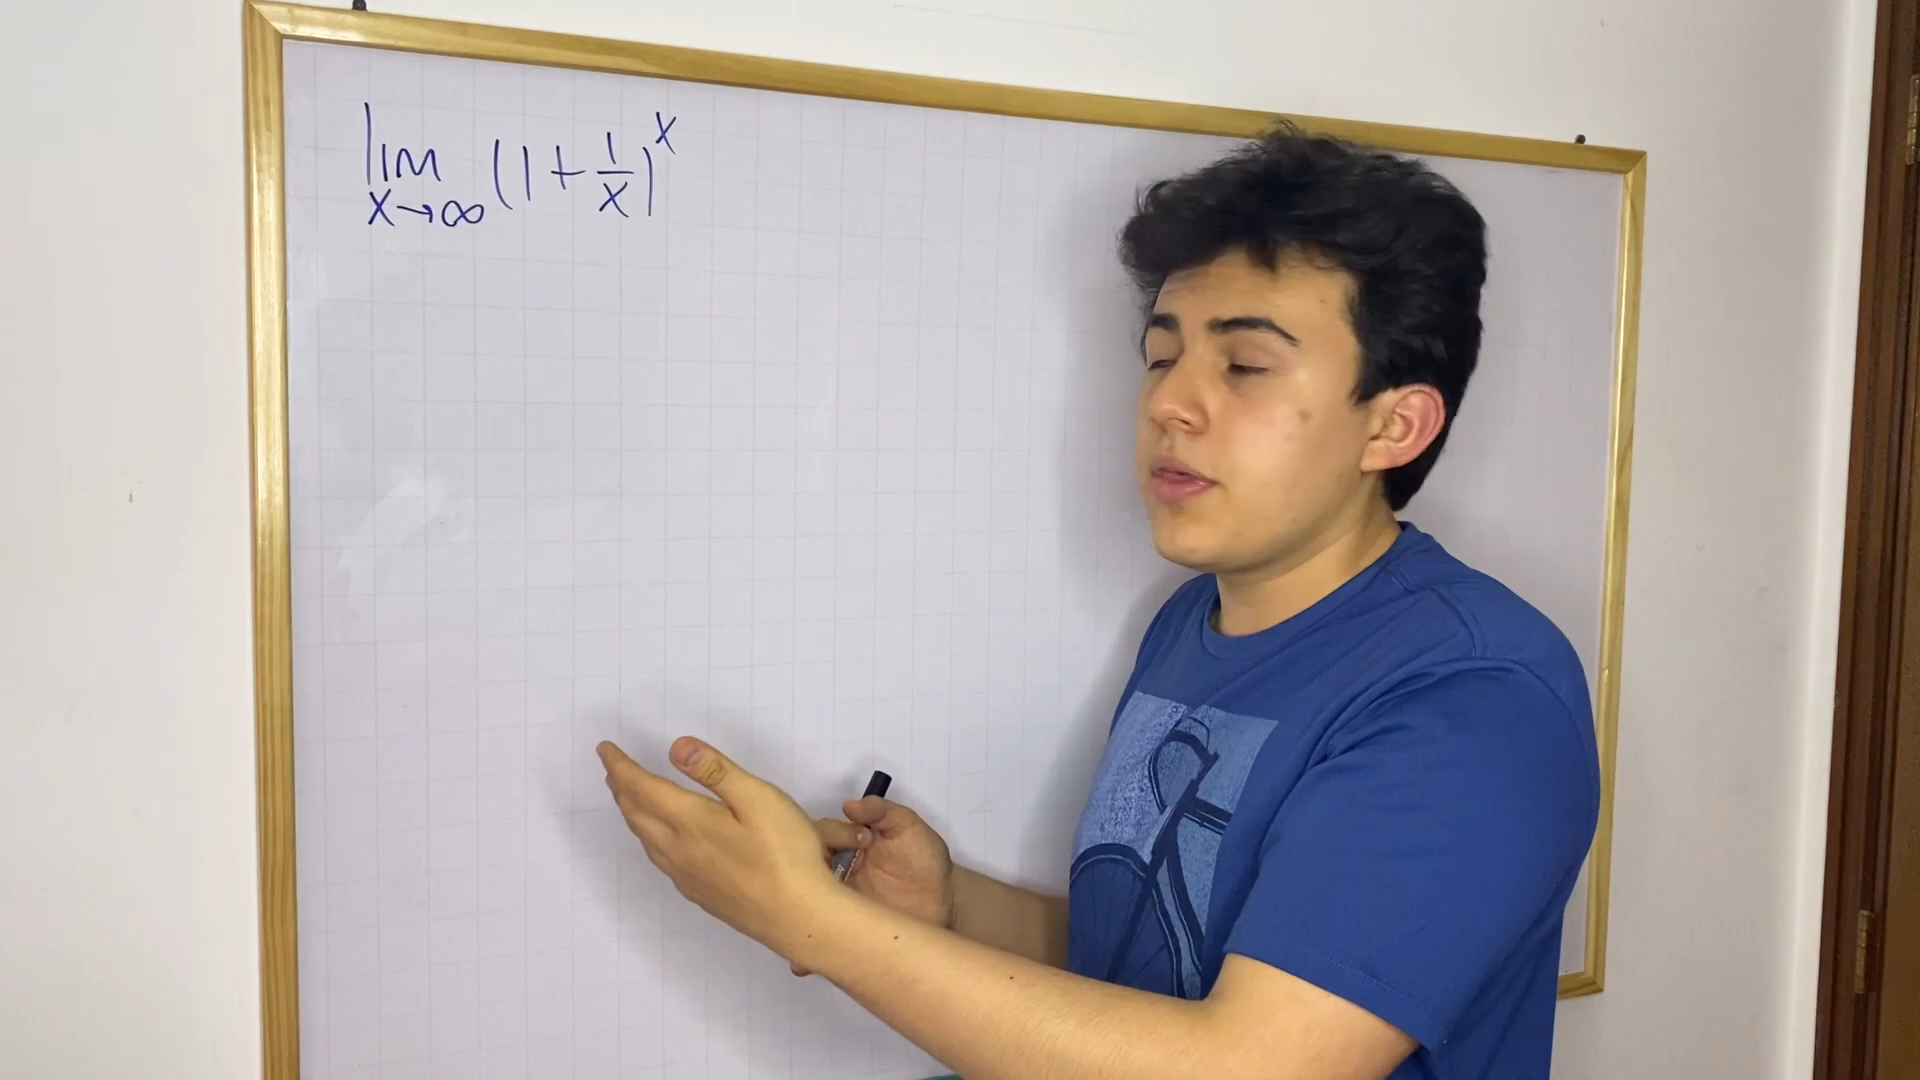 lim (1 + 1/x)^x
x→∞